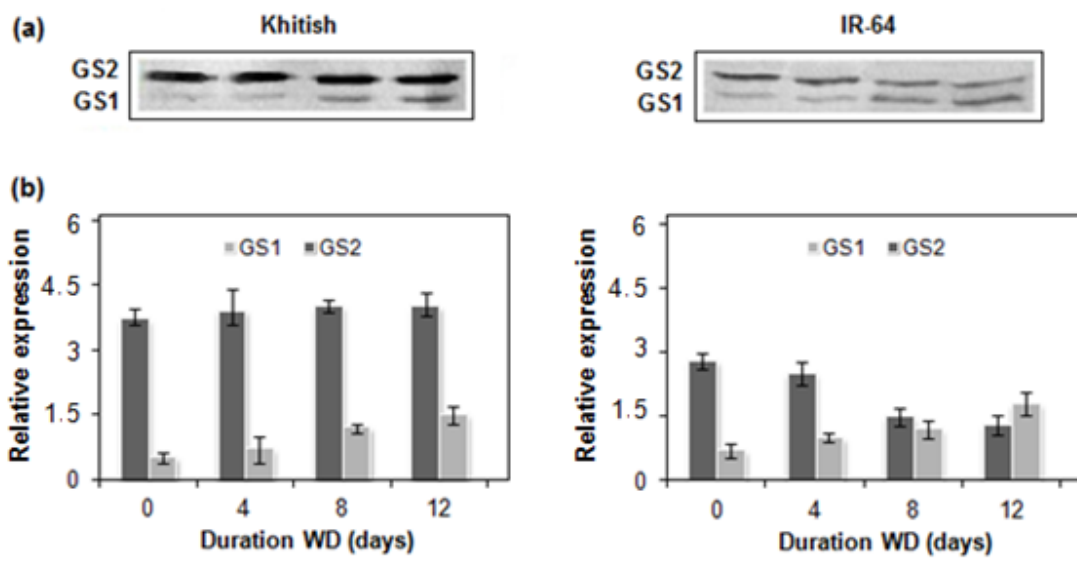 (a)
Khitish
IR-64
GS2
GS1
GS2
GS1
(b)
6
4.5
3
1.5
0
Relative expression
GS1 GS2
0 4 8 12
Duration WD (days)
6
4.5
3
1.5
0
Relative expression
GS1 GS2
0 4 8 12
Duration WD (days)